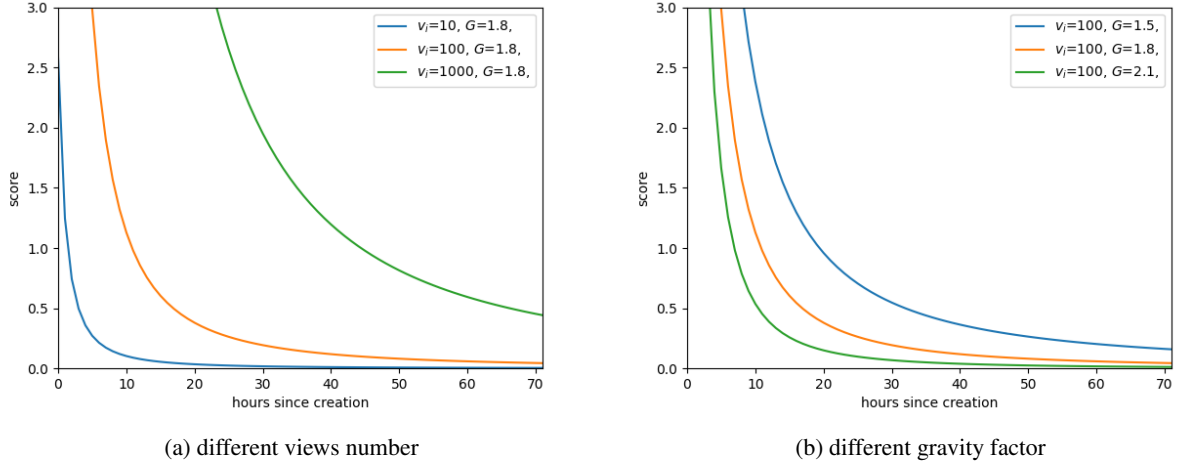 3.0
2.5
2.0
1.5
1.0
0.5
0.0
score
0 10 20 30 40 50 60 70
hours since creation
v_i=10, G=1.8,
v_i=100, G=1.8,
v_i=1000, G=1.8,
(a) different views number
3.0
2.5
2.0
1.5
1.0
0.5
0.0
score
0 10 20 30 40 50 60 70
hours since creation
v_i=100, G=1.5,
v_i=100, G=1.8,
v_i=100, G=2.1,
(b) different gravity factor